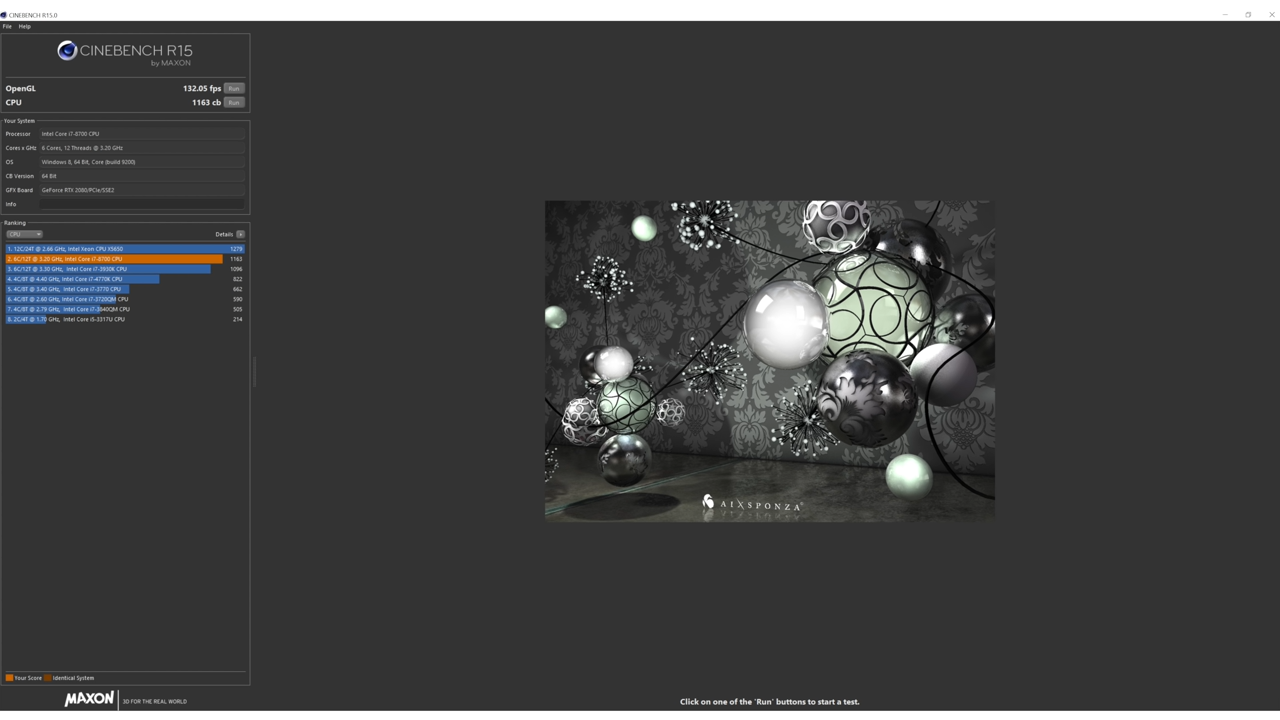 CINEBENCH R15.0
File Help
CINEBENCH R15
by MAXON
OpenGL 132.05 fps Run
CPU 1163 cb Run
Your System
Processor Intel Core i7-8700 CPU
Cores x GHz 6 Cores, 12 Threads @ 3.20 GHz
OS Windows 8, 64 Bit, Core (build 9200)
CB Version 64 Bit
GFX Board GeForce RTX 2080/PCIe/SSE2
Info
Ranking
CPU Details +
1. 12C/24T @ 2.66 GHz, Intel Xeon CPU X5650 1279
2. 6C/12T @ 3.20 GHz, Intel Core i7-8700 CPU 1163
3. 6C/12T @ 3.30 GHz, Intel Core i7-3930K CPU 1096
4. 4C/8T @ 4.40 GHz, Intel Core i7-4770K CPU 822
5. 4C/8T @ 3.40 GHz, Intel Core i7-3770 CPU 662
6. 4C/8T @ 2.60 GHz, Intel Core i7-3720QM CPU 590
7. 4C/8T @ 2.79 GHz, Intel Core i7-3840QM CPU 505
8. 2C/4T @ 1.70 GHz, Intel Core i5-3317U CPU 214
AIXSPONZA®
Your Score Identical System
MAXON 3D FOR THE REAL WORLD
Click on one of the 'Run' buttons to start a test.